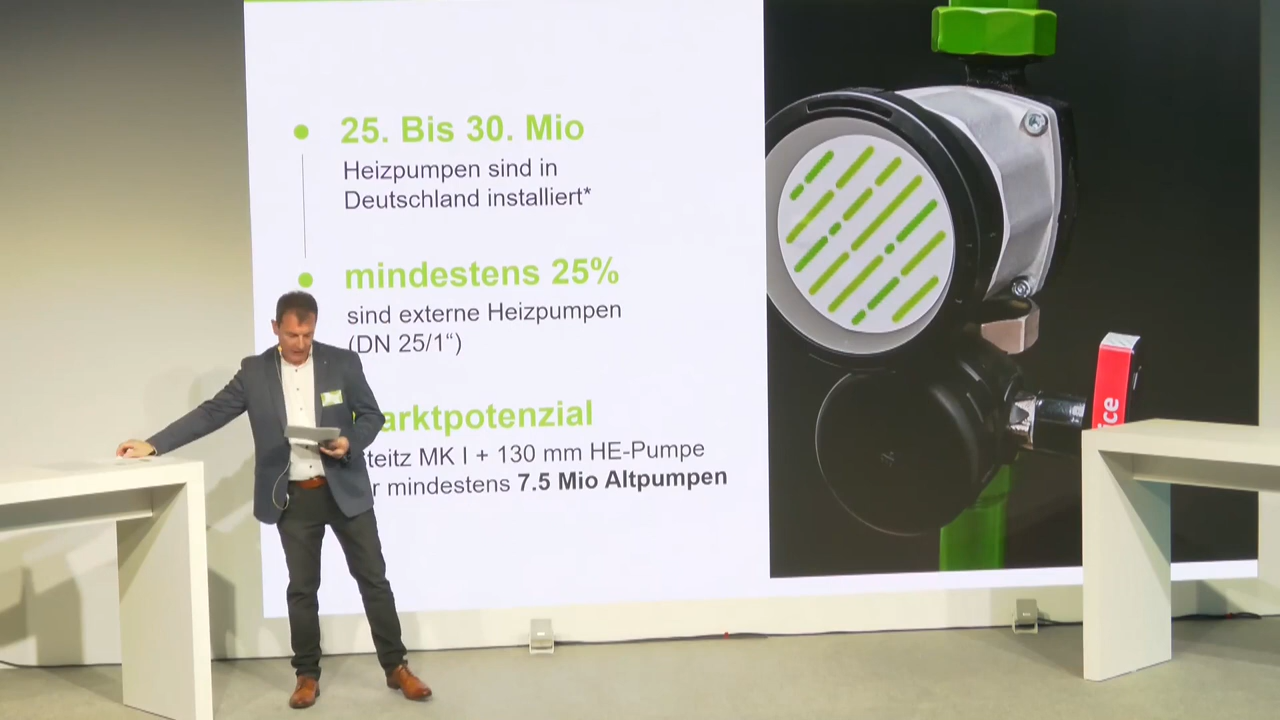 25. Bis 30. Mio
Heizpumpen sind in
Deutschland installiert*
mindestens 25%
sind externe Heizpumpen
(DN 25/1“)
arktpotenzial
teitz MK I + 130 mm HE-Pumpe
r mindestens 7.5 Mio Altpumpen
ice